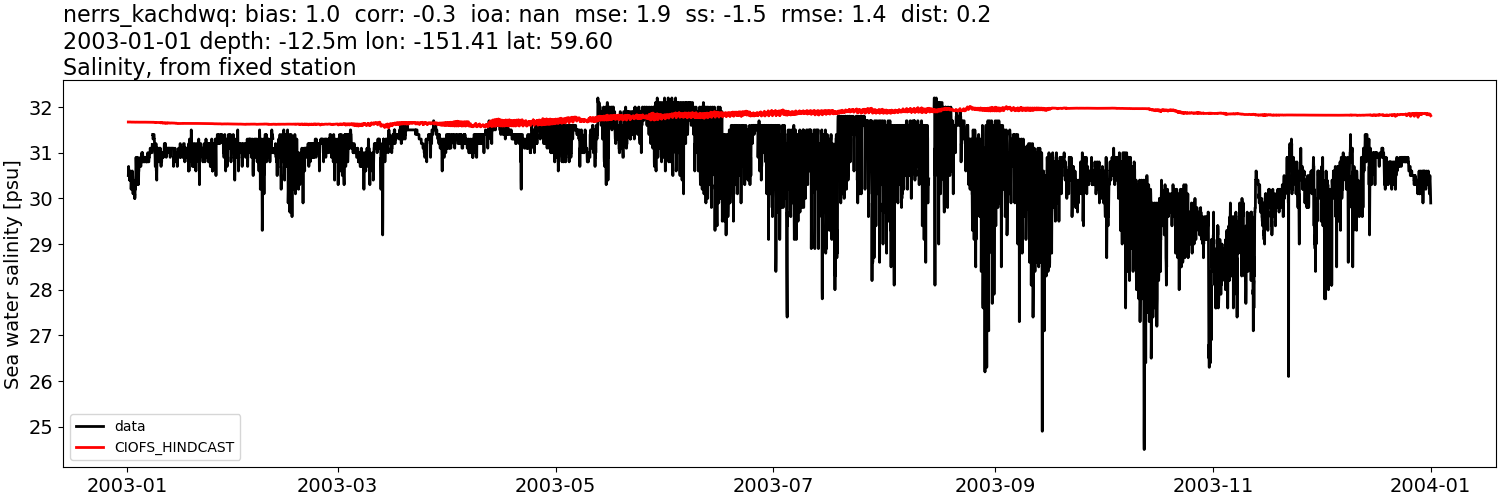 nerrs_kachdwq: bias: 1.0  corr: -0.3  ioa: nan  mse: 1.9  ss: -1.5  rmse: 1.4  dist: 0.2
2003-01-01 depth: -12.5m lon: -151.41 lat: 59.60
Salinity, from fixed station
Sea water salinity [psu]
32
31
30
29
28
27
26
25
data
CIOFS_HINDCAST
2003-01
2003-03
2003-05
2003-07
2003-09
2003-11
2004-01